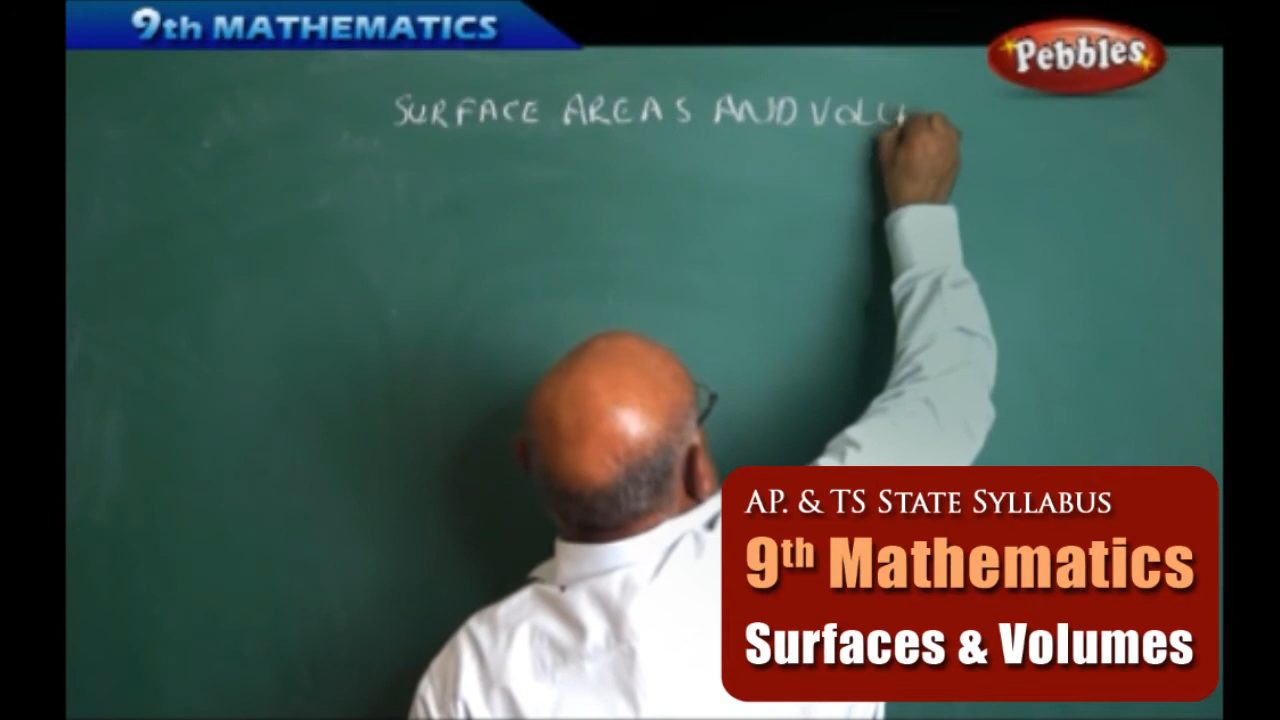 9th MATHEMATICS
Pebbles
SURFACE AREAS AND VOLU
AP. & TS STATE SYLLABUS
9th Mathematics
Surfaces & Volumes